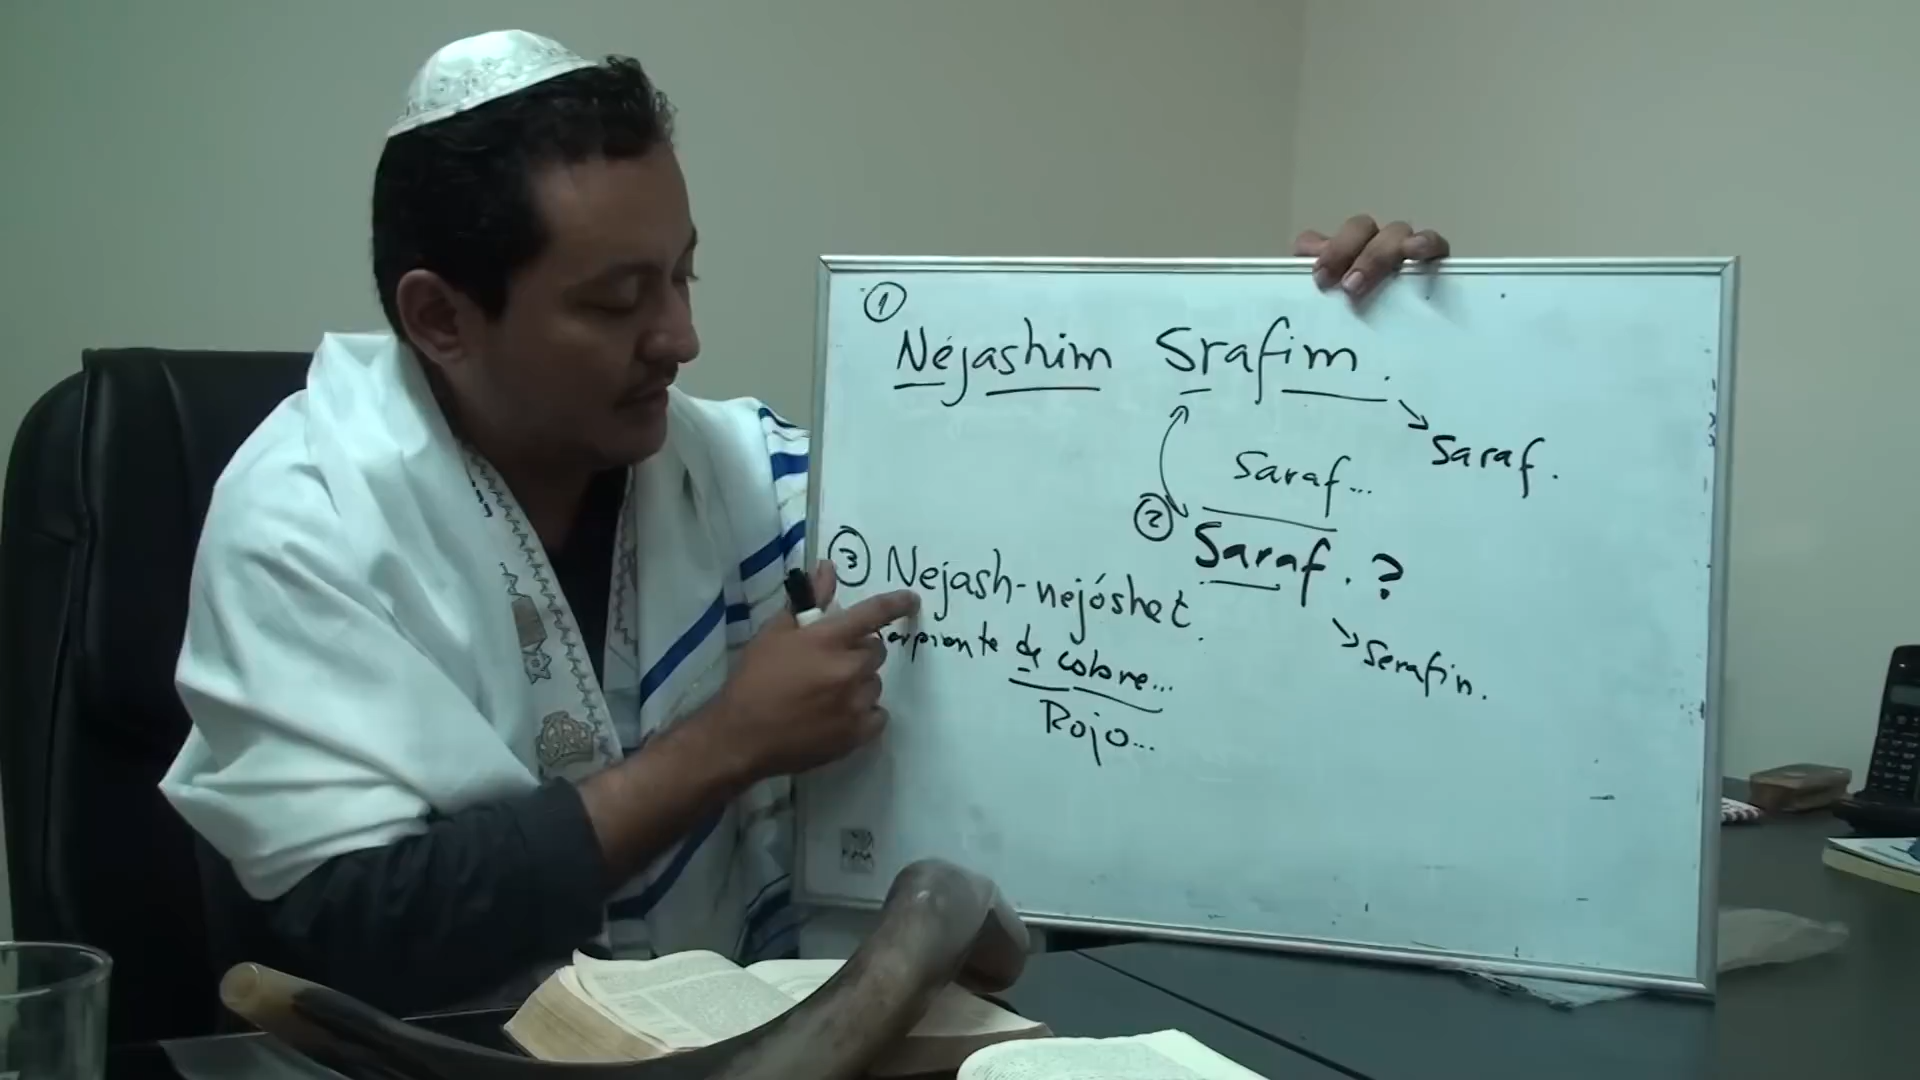 ①
Néjashim Srafim.
Saraf.
Saraf...
② Saraf. ?
③ Nejash-nejóshet.
de cobre...
Serafin.
Rojo...